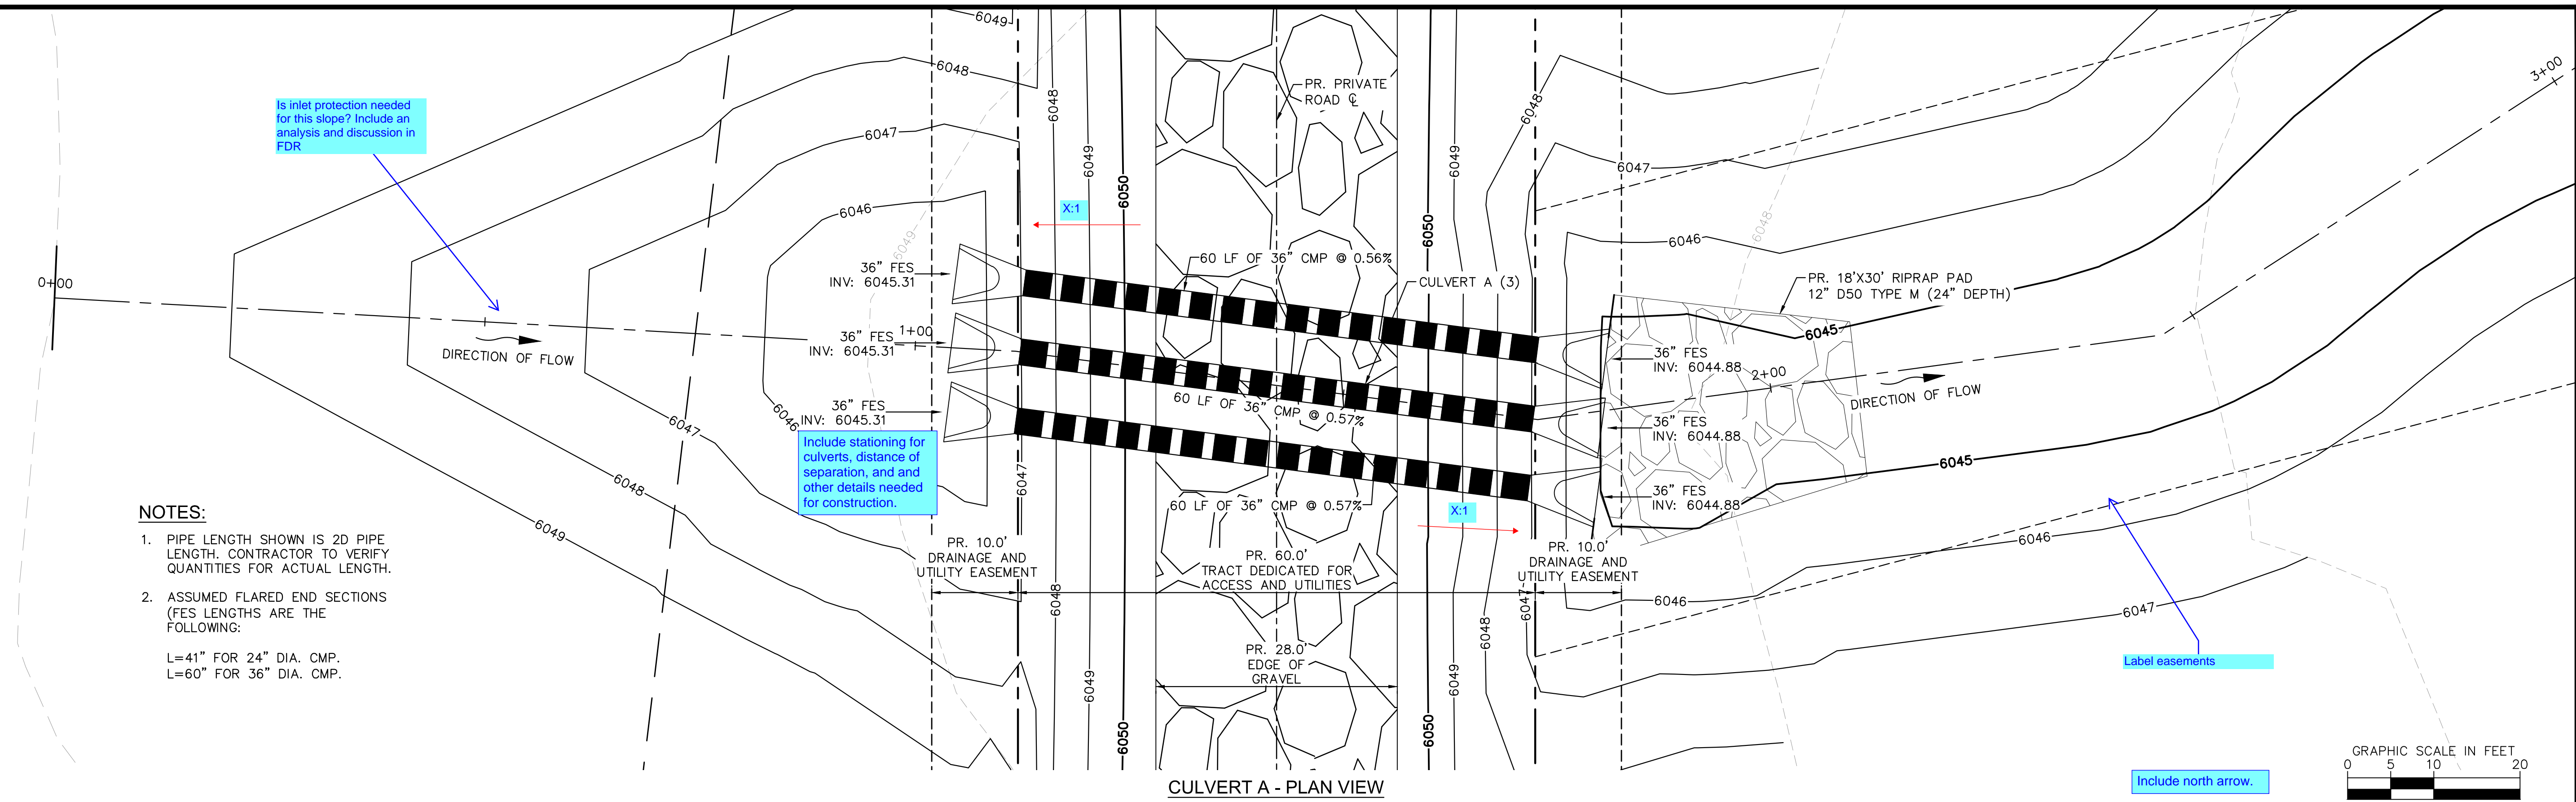 6049
6048
6047
6046
Is inlet protection needed
for this slope? Include an
analysis and discussion in
FDR
0+00
DIRECTION OF FLOW
1+00
6049
36" FES
INV: 6045.31
36" FES
INV: 6045.31
36" FES
INV: 6045.31
Include stationing for
culverts, distance of
separation, and and
other details needed
for construction.
6046
6047
6048
6049
NOTES:
1. PIPE LENGTH SHOWN IS 2D PIPE
LENGTH. CONTRACTOR TO VERIFY
QUANTITIES FOR ACTUAL LENGTH.
2. ASSUMED FLARED END SECTIONS
(FES LENGTHS ARE THE
FOLLOWING:
L=41" FOR 24" DIA. CMP.
L=60" FOR 36" DIA. CMP.
6048
6049
6050
X:1
6047
6048
6049
6050
PR. PRIVATE
ROAD ℄
60 LF OF 36" CMP @ 0.56%
CULVERT A (3)
60 LF OF 36" CMP @ 0.57%
60 LF OF 36" CMP @ 0.57%
PR. 10.0'
DRAINAGE AND
UTILITY EASEMENT
PR. 60.0'
TRACT DEDICATED FOR
ACCESS AND UTILITIES
PR. 10.0'
DRAINAGE AND
UTILITY EASEMENT
PR. 28.0'
EDGE OF
GRAVEL
6050
6049
6048
6047
6046
6048
X:1
6050
6049
6048
6047
PR. 18'X30' RIPRAP PAD
12" D50 TYPE M (24" DEPTH)
6045
36" FES
INV: 6044.88
36" FES
INV: 6044.88
36" FES
INV: 6044.88
2+00
DIRECTION OF FLOW
3+00
6045
6046
6046
6047
Label easements
Include north arrow.
GRAPHIC SCALE IN FEET
0 5 10 20
CULVERT A - PLAN VIEW